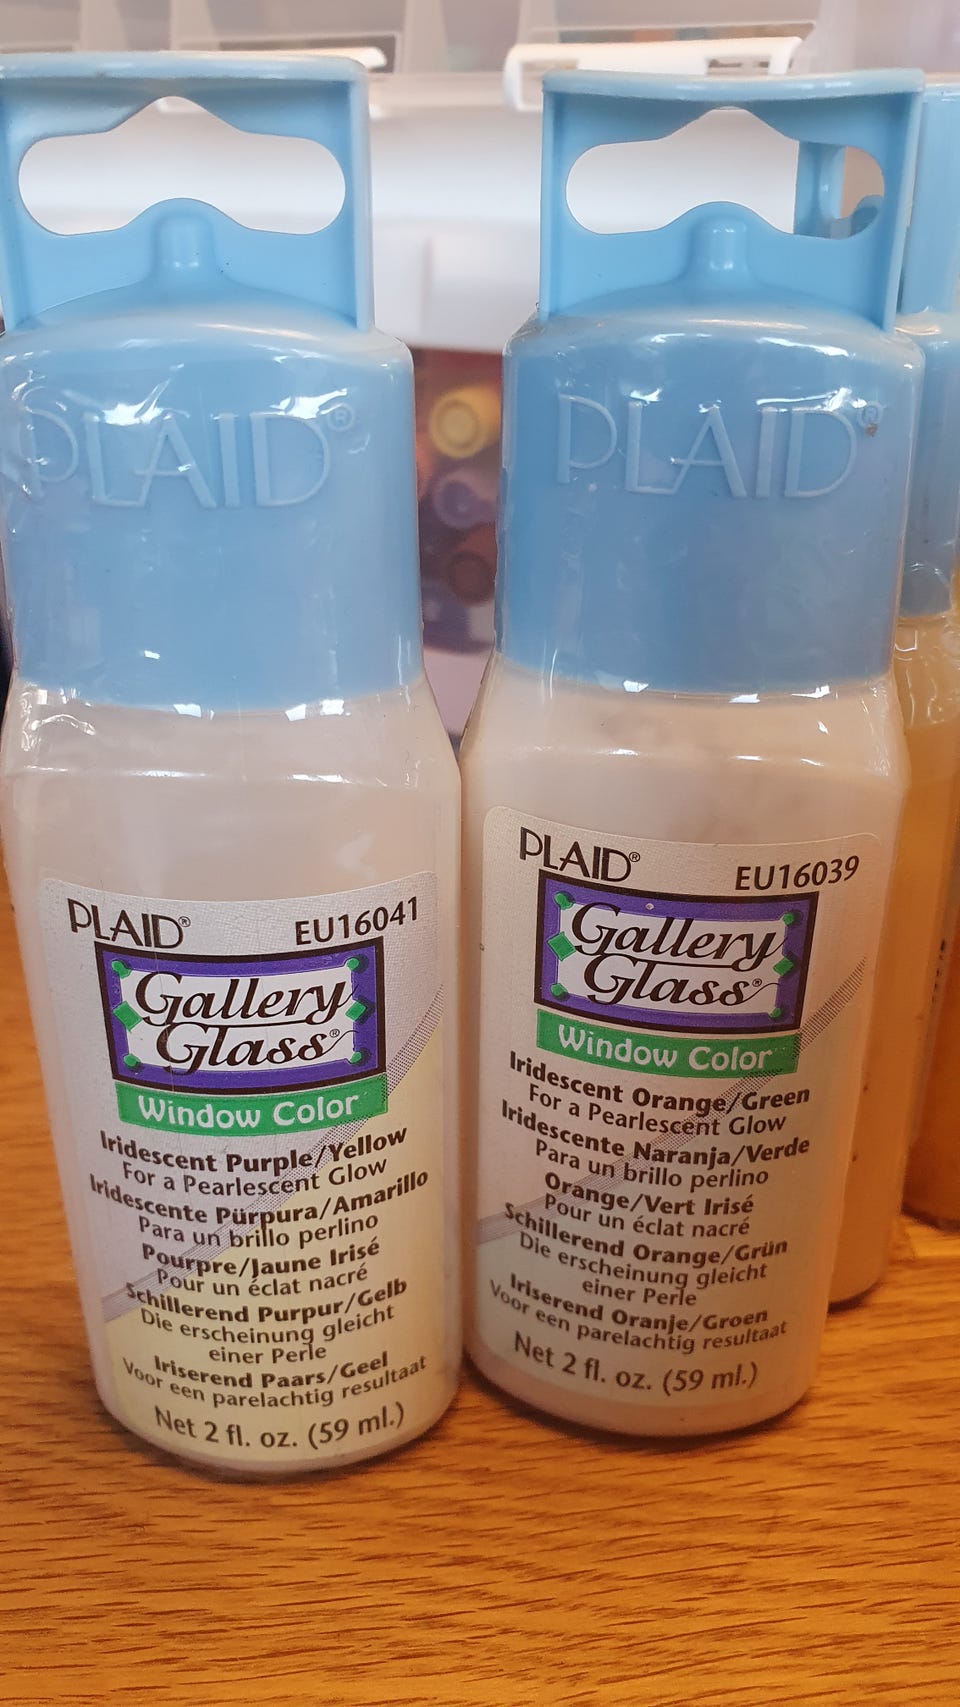 PLAID®
PLAID® EU16041
Gallery
Glass®
Window Color
Iridescent Purple/Yellow
For a Pearlescent Glow
Iridescente Pürpura/Amarillo
Para un brillo perlino
Pourpre/Jaune Irisé
Pour un éclat nacré
Schillerend Purpur/Gelb
Die erscheinung gleicht
einer Perle
Iriserend Paars/Geel
Voor een parelachtig resultaat
Net 2 fl. oz. (59 ml.)
PLAID®
PLAID® EU16039
Gallery
Glass®
Window Color
Iridescent Orange/Green
For a Pearlescent Glow
Iridescente Naranja/Verde
Para un brillo perlino
Orange/Vert Irisé
Pour un éclat nacré
Schillerend Orange/Grün
Die erscheinung gleicht
einer Perle
Iriserend Oranje/Groen
Voor een parelachtig resultaat
Net 2 fl. oz. (59 ml.)